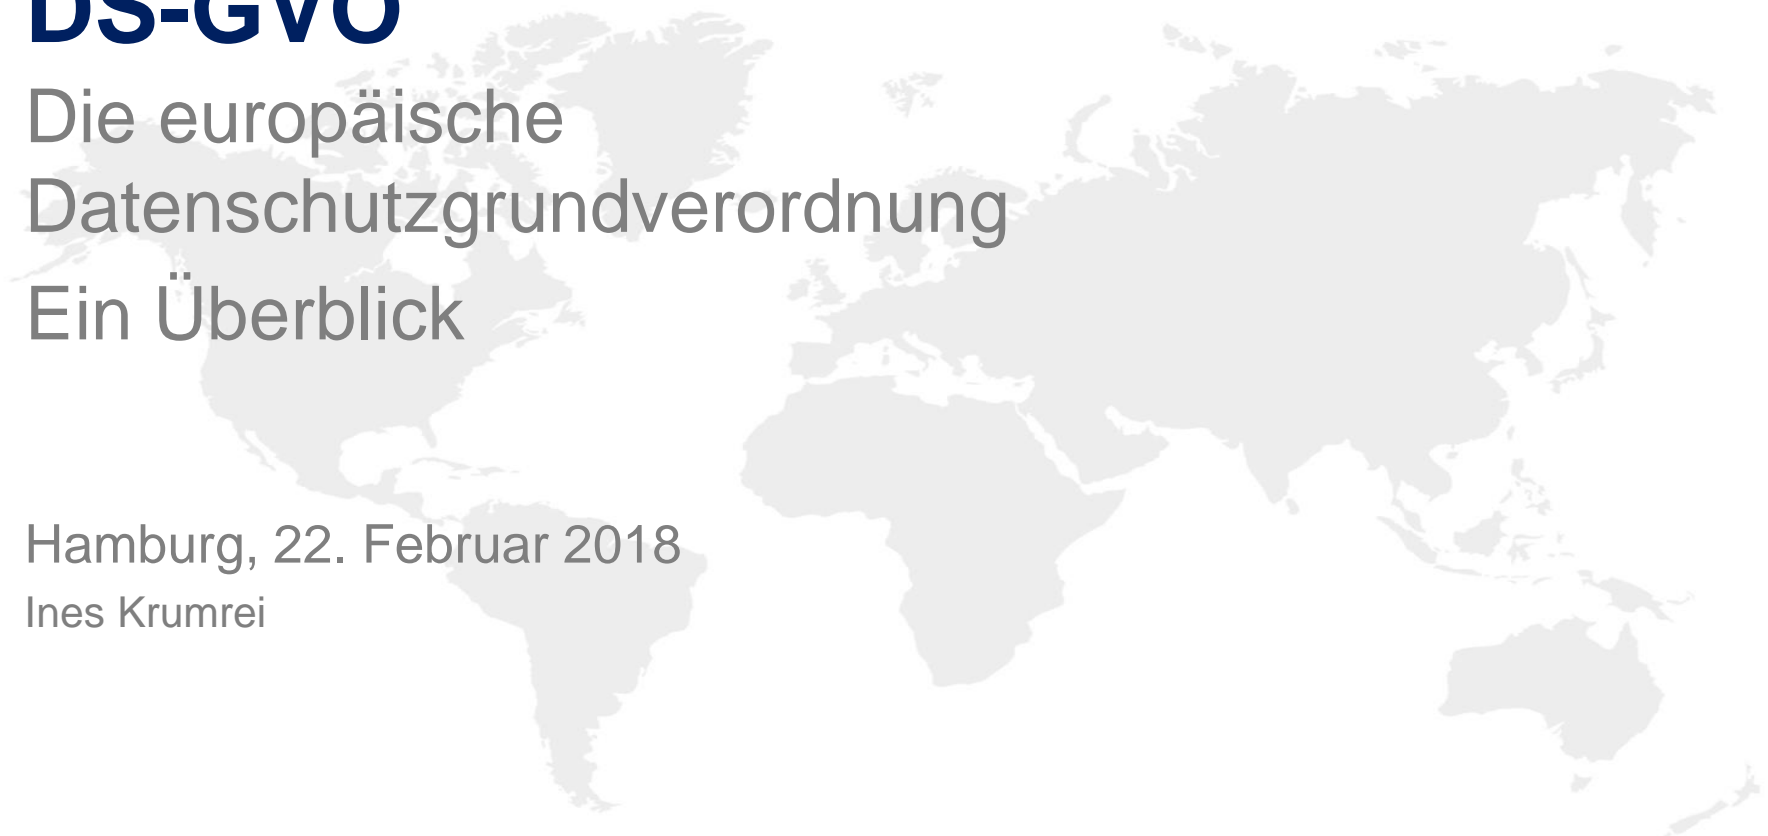 DS-GVO
Die europäische
Datenschutzgrundverordnung
Ein Überblick
Hamburg, 22. Februar 2018
Ines Krumrei